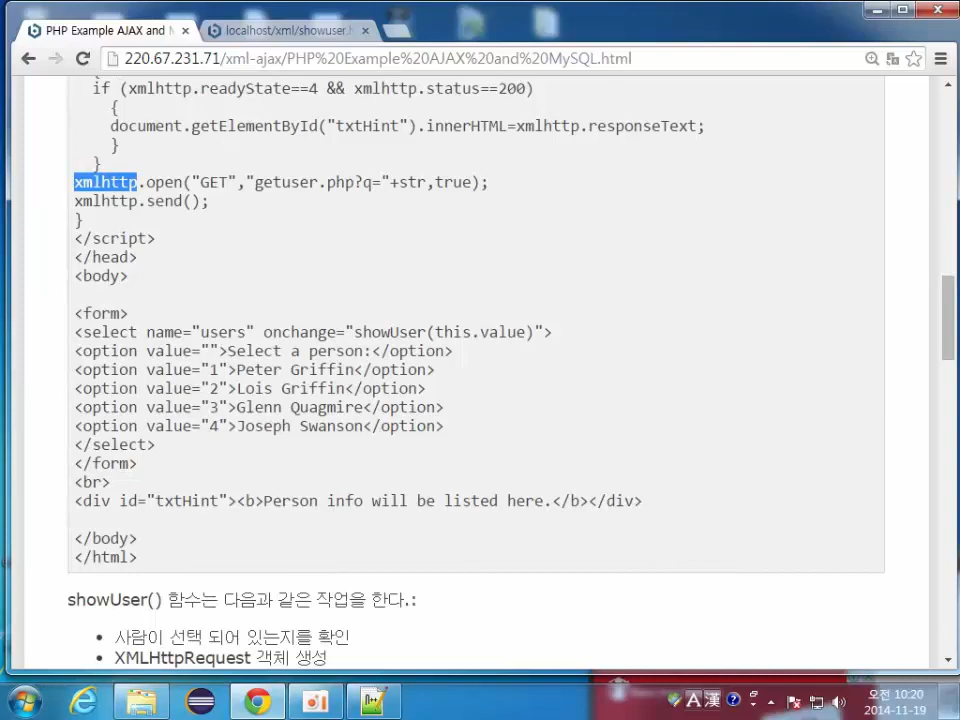 PHP Example AJAX and M
localhost/xml/showuser.h
220.67.231.71/xml-ajax/PHP%20Example%20AJAX%20and%20MySQL.html
if (xmlhttp.readyState==4 && xmlhttp.status==200)
{
document.getElementById("txtHint").innerHTML=xmlhttp.responseText;
}
}
xmlhttp.open("GET","getuser.php?q="+str,true);
xmlhttp.send();
}
</script>
</head>
<body>
<form>
<select name="users" onchange="showUser(this.value)">
<option value="">Select a person:</option>
<option value="1">Peter Griffin</option>
<option value="2">Lois Griffin</option>
<option value="3">Glenn Quagmire</option>
<option value="4">Joseph Swanson</option>
</select>
</form>
<br>
<div id="txtHint"><b>Person info will be listed here.</b></div>
</body>
</html>
showUser() 함수는 다음과 같은 작업을 한다.:
• 사람이 선택 되어 있는지를 확인
• XMLHttpRequest 객체 생성
A 漢
오전 10:20
2014-11-19